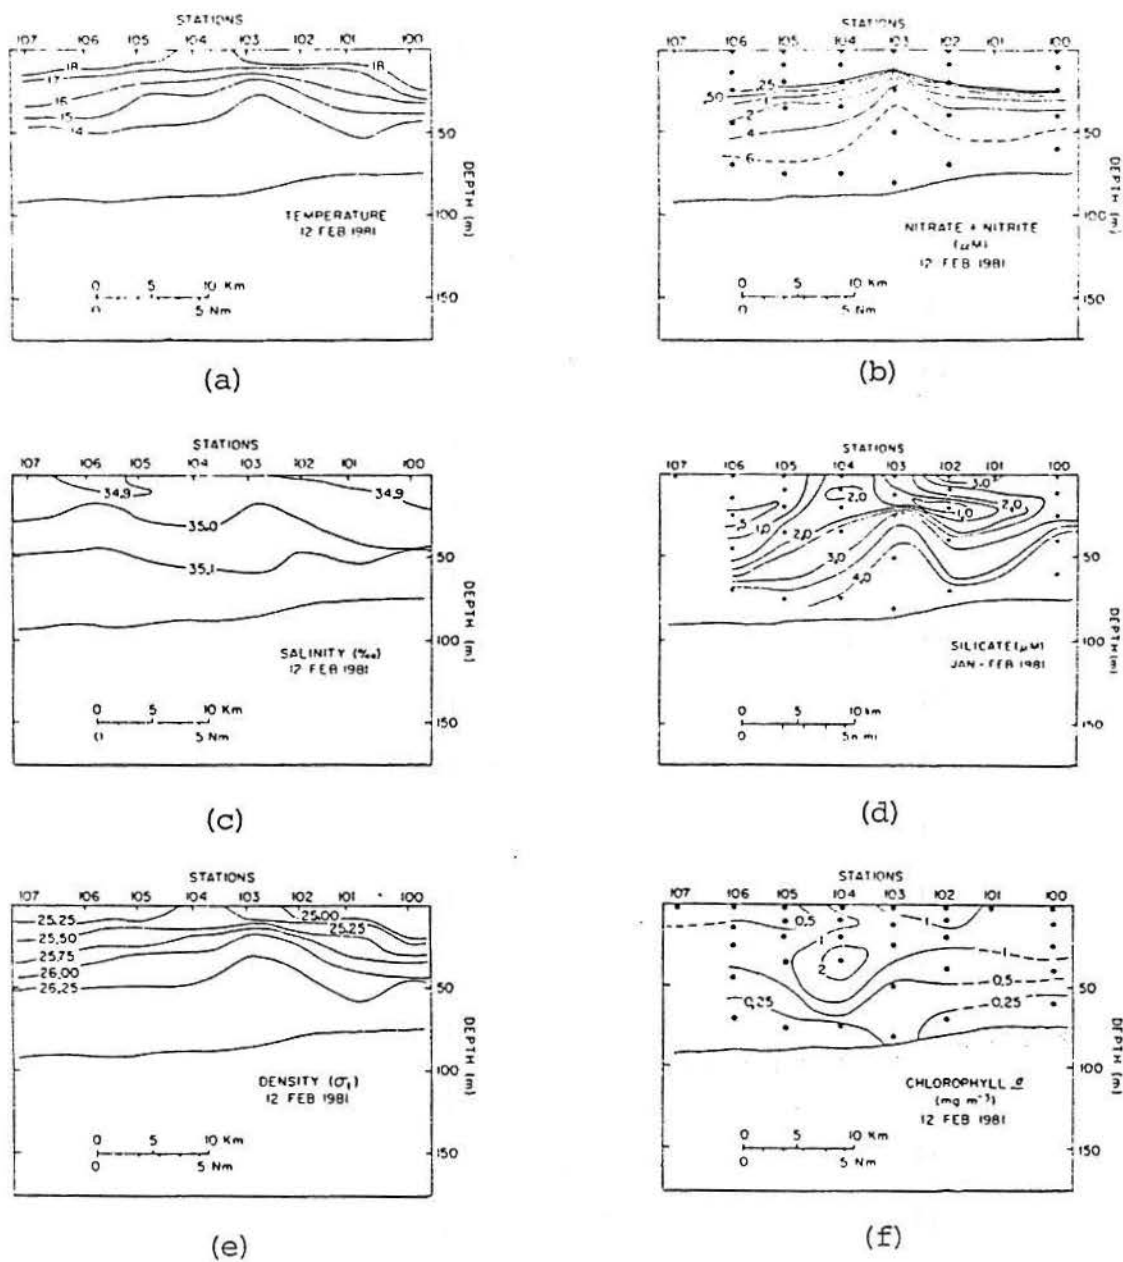 STATIONS
107 106 105 104 103 102 101 100
18 18
17
16
15
14
50
100
150
DEPTH (m)
TEMPERATURE
12 FEB 1981
0 5 10 Km
0 5 Nm
(a)
STATIONS
107 106 105 104 103 102 101 100
.25
.50
1
2
4
6
50
100
150
DEPTH (m)
NITRATE + NITRITE
(μM)
12 FEB 1981
0 5 10 Km
0 5 Nm
(b)
STATIONS
107 106 105 104 103 102 101 100
34.9 34.9
35.0
35.1
50
100
150
DEPTH (m)
SALINITY (‰)
12 FEB 1981
0 5 10 Km
0 5 Nm
(c)
STATIONS
107 106 105 104 103 102 101 100
3.0
2.0
1.0 2.0
.5 1.0
2.0
3.0
4.0
50
100
150
DEPTH (m)
SILICATE (μM)
JAN - FEB 1981
0 5 10 km
0 5 n mi
(d)
STATIONS
107 106 105 104 103 102 101 100
25.25 25.00
25.25
25.50
25.75
26.00
26.25
50
100
150
DEPTH (m)
DENSITY (σt)
12 FEB 1981
0 5 10 Km
0 5 Nm
(e)
STATIONS
107 106 105 104 103 102 101 100
0.5 1
1 1
2
0.5
0.25 0.25
50
100
150
DEPTH (m)
CHLOROPHYLL a
(mg m⁻³)
12 FEB 1981
0 5 10 Km
0 5 Nm
(f)